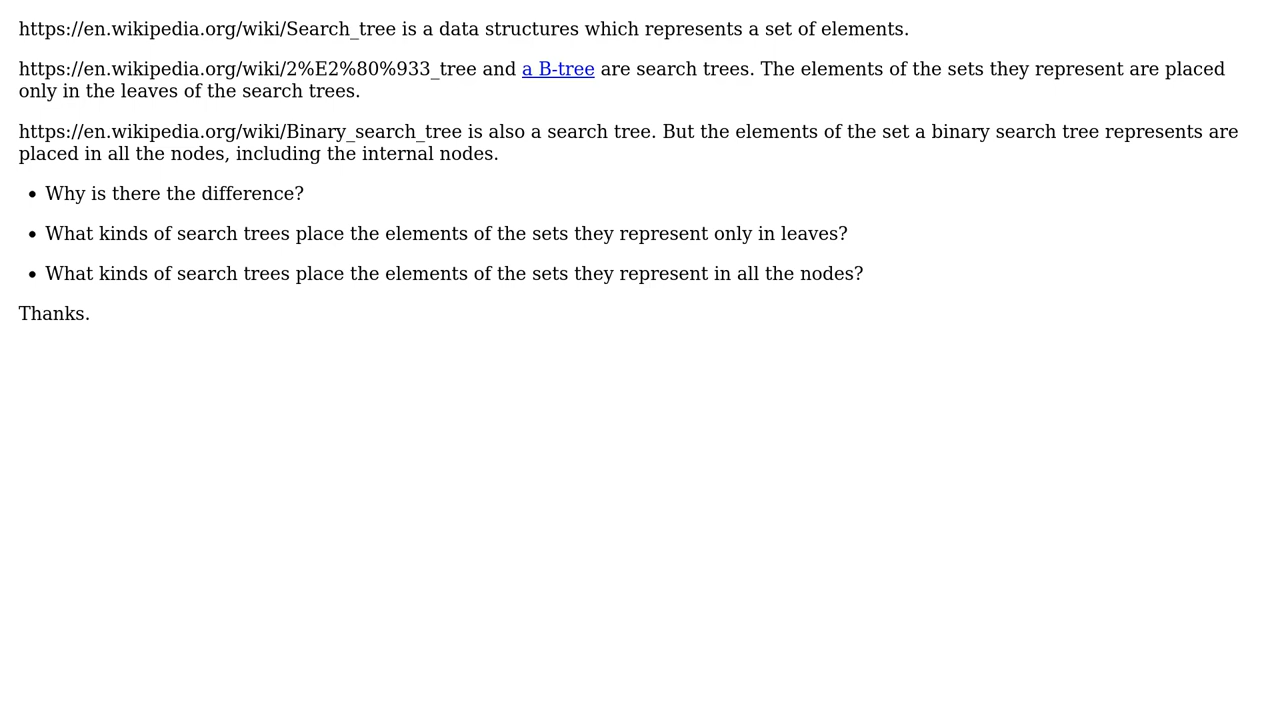 https://en.wikipedia.org/wiki/Search_tree is a data structures which represents a set of elements.
https://en.wikipedia.org/wiki/2%E2%80%933_tree and a B-tree are search trees. The elements of the sets they represent are placed
only in the leaves of the search trees.
https://en.wikipedia.org/wiki/Binary_search_tree is also a search tree. But the elements of the set a binary search tree represents are
placed in all the nodes, including the internal nodes.
• Why is there the difference?
• What kinds of search trees place the elements of the sets they represent only in leaves?
• What kinds of search trees place the elements of the sets they represent in all the nodes?
Thanks.